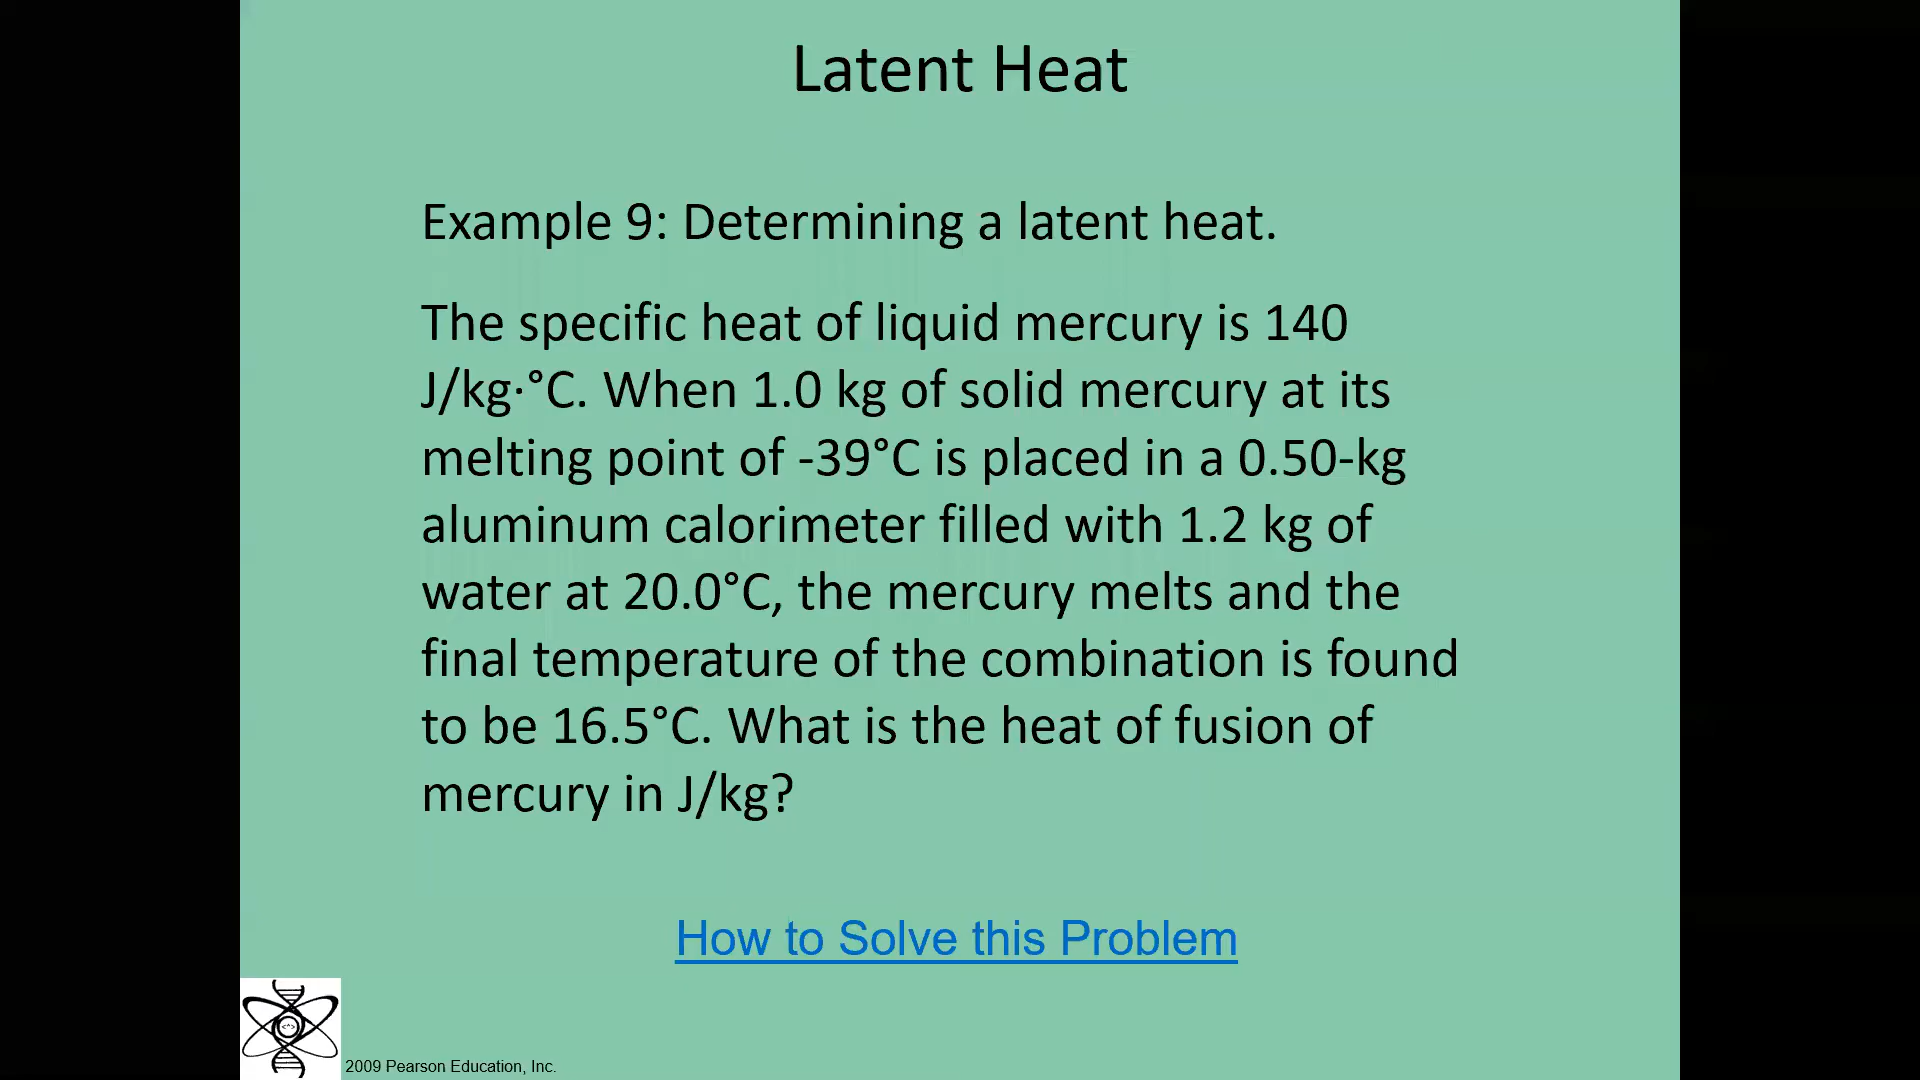 Latent Heat
Example 9: Determining a latent heat.
The specific heat of liquid mercury is 140
J/kg·°C. When 1.0 kg of solid mercury at its
melting point of -39°C is placed in a 0.50-kg
aluminum calorimeter filled with 1.2 kg of
water at 20.0°C, the mercury melts and the
final temperature of the combination is found
to be 16.5°C. What is the heat of fusion of
mercury in J/kg?
How to Solve this Problem
2009 Pearson Education, Inc.